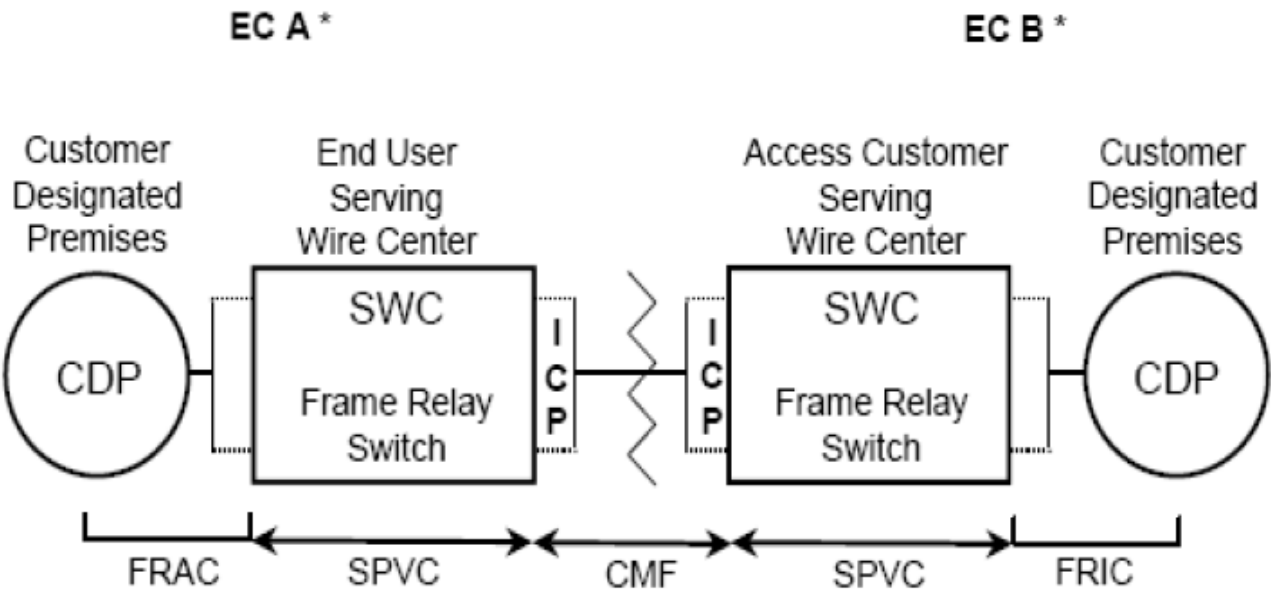 EC A *
EC B *
Customer
Designated
Premises
End User
Serving
Wire Center
Access Customer
Serving
Wire Center
Customer
Designated
Premises
CDP
SWC
Frame Relay
Switch
I
C
P
I
C
P
SWC
Frame Relay
Switch
CDP
FRAC
SPVC
CMF
SPVC
FRIC